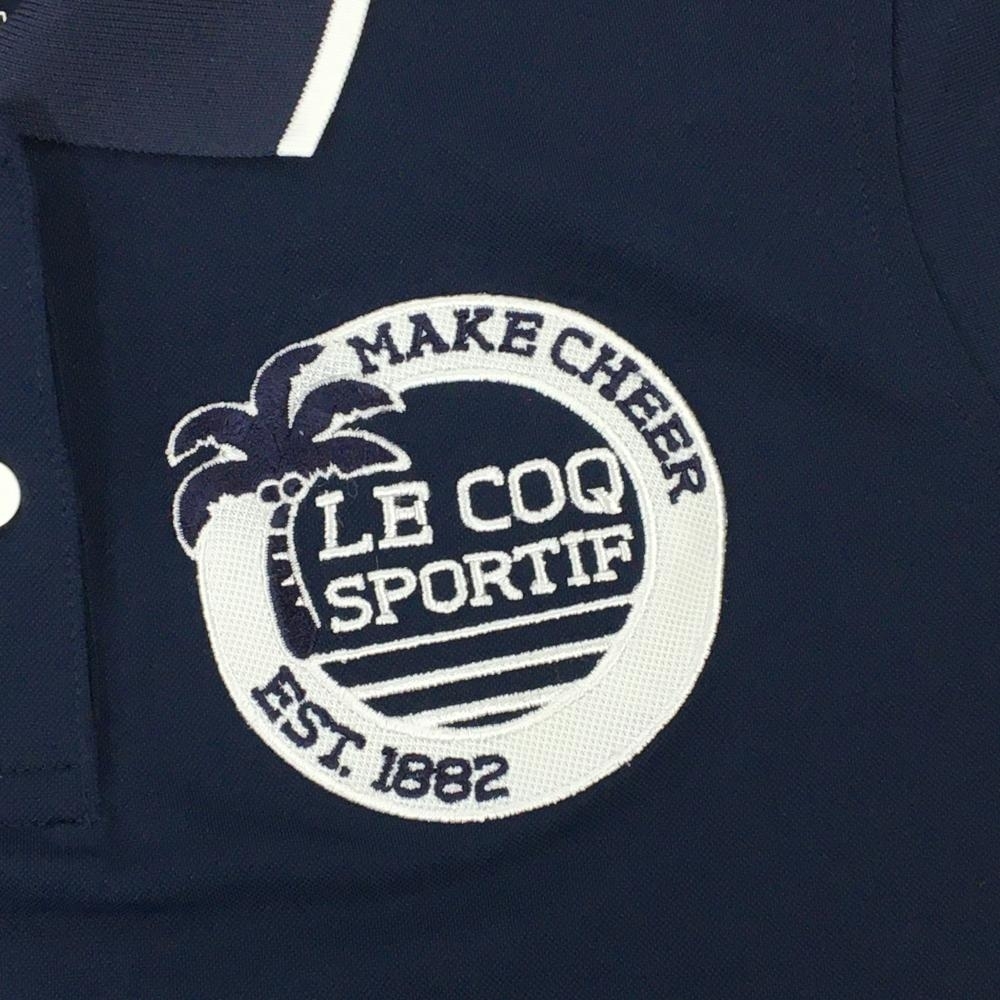 MAKE CHEER
LE COQ
SPORTIF
EST. 1882